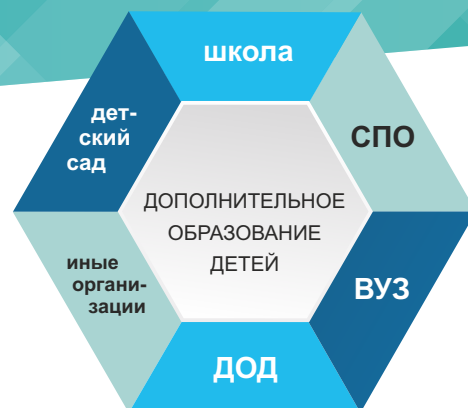 школа
дет-
ский
сад
СПО
ДОПОЛНИТЕЛЬНОЕ
ОБРАЗОВАНИЕ
ДЕТЕЙ
иные
органи-
зации
ВУЗ
ДОД